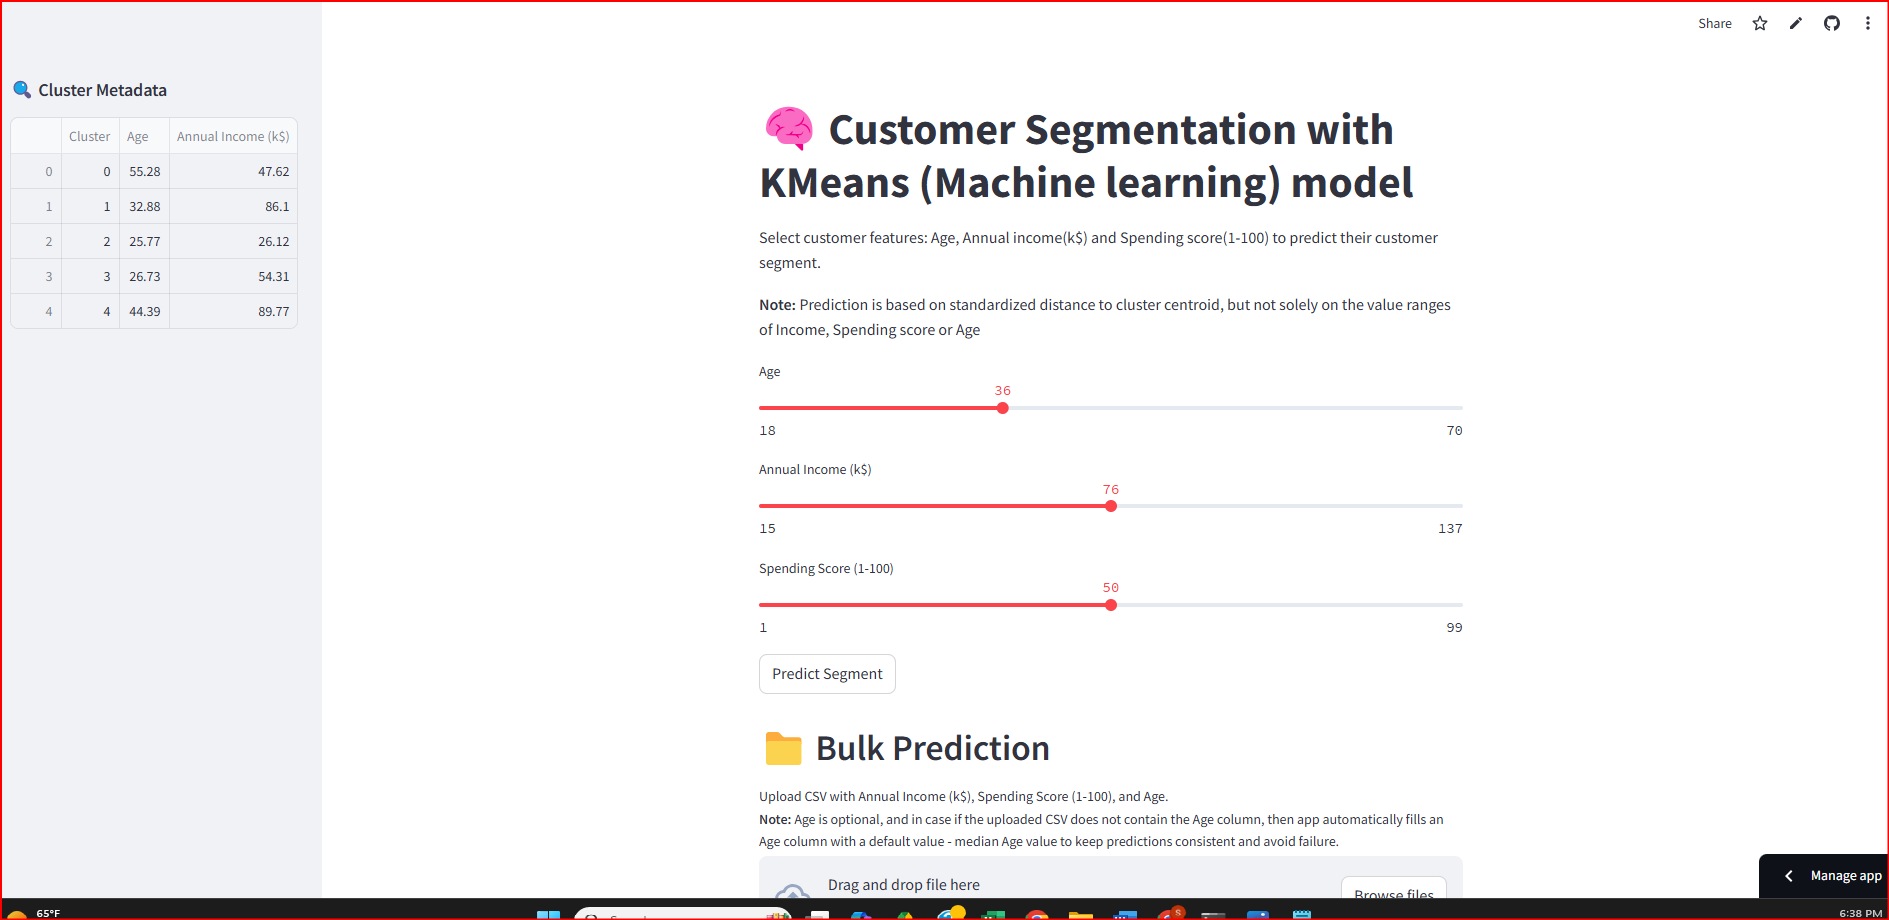 Share
Cluster Metadata
Cluster Age Annual Income (k$)
0 0 55.28 47.62
1 1 32.88 86.1
2 2 25.77 26.12
3 3 26.73 54.31
4 4 44.39 89.77
Customer Segmentation with
KMeans (Machine learning) model
Select customer features: Age, Annual income(k$) and Spending score(1-100) to predict their customer
segment.
Note: Prediction is based on standardized distance to cluster centroid, but not solely on the value ranges
of Income, Spending score or Age
Age
36
18 70
Annual Income (k$)
76
15 137
Spending Score (1-100)
50
1 99
Predict Segment
Bulk Prediction
Upload CSV with Annual Income (k$), Spending Score (1-100), and Age.
Note: Age is optional, and in case if the uploaded CSV does not contain the Age column, then app automatically fills an
Age column with a default value - median Age value to keep predictions consistent and avoid failure.
Drag and drop file here
Browse files
Manage app
65°F
6:38 PM